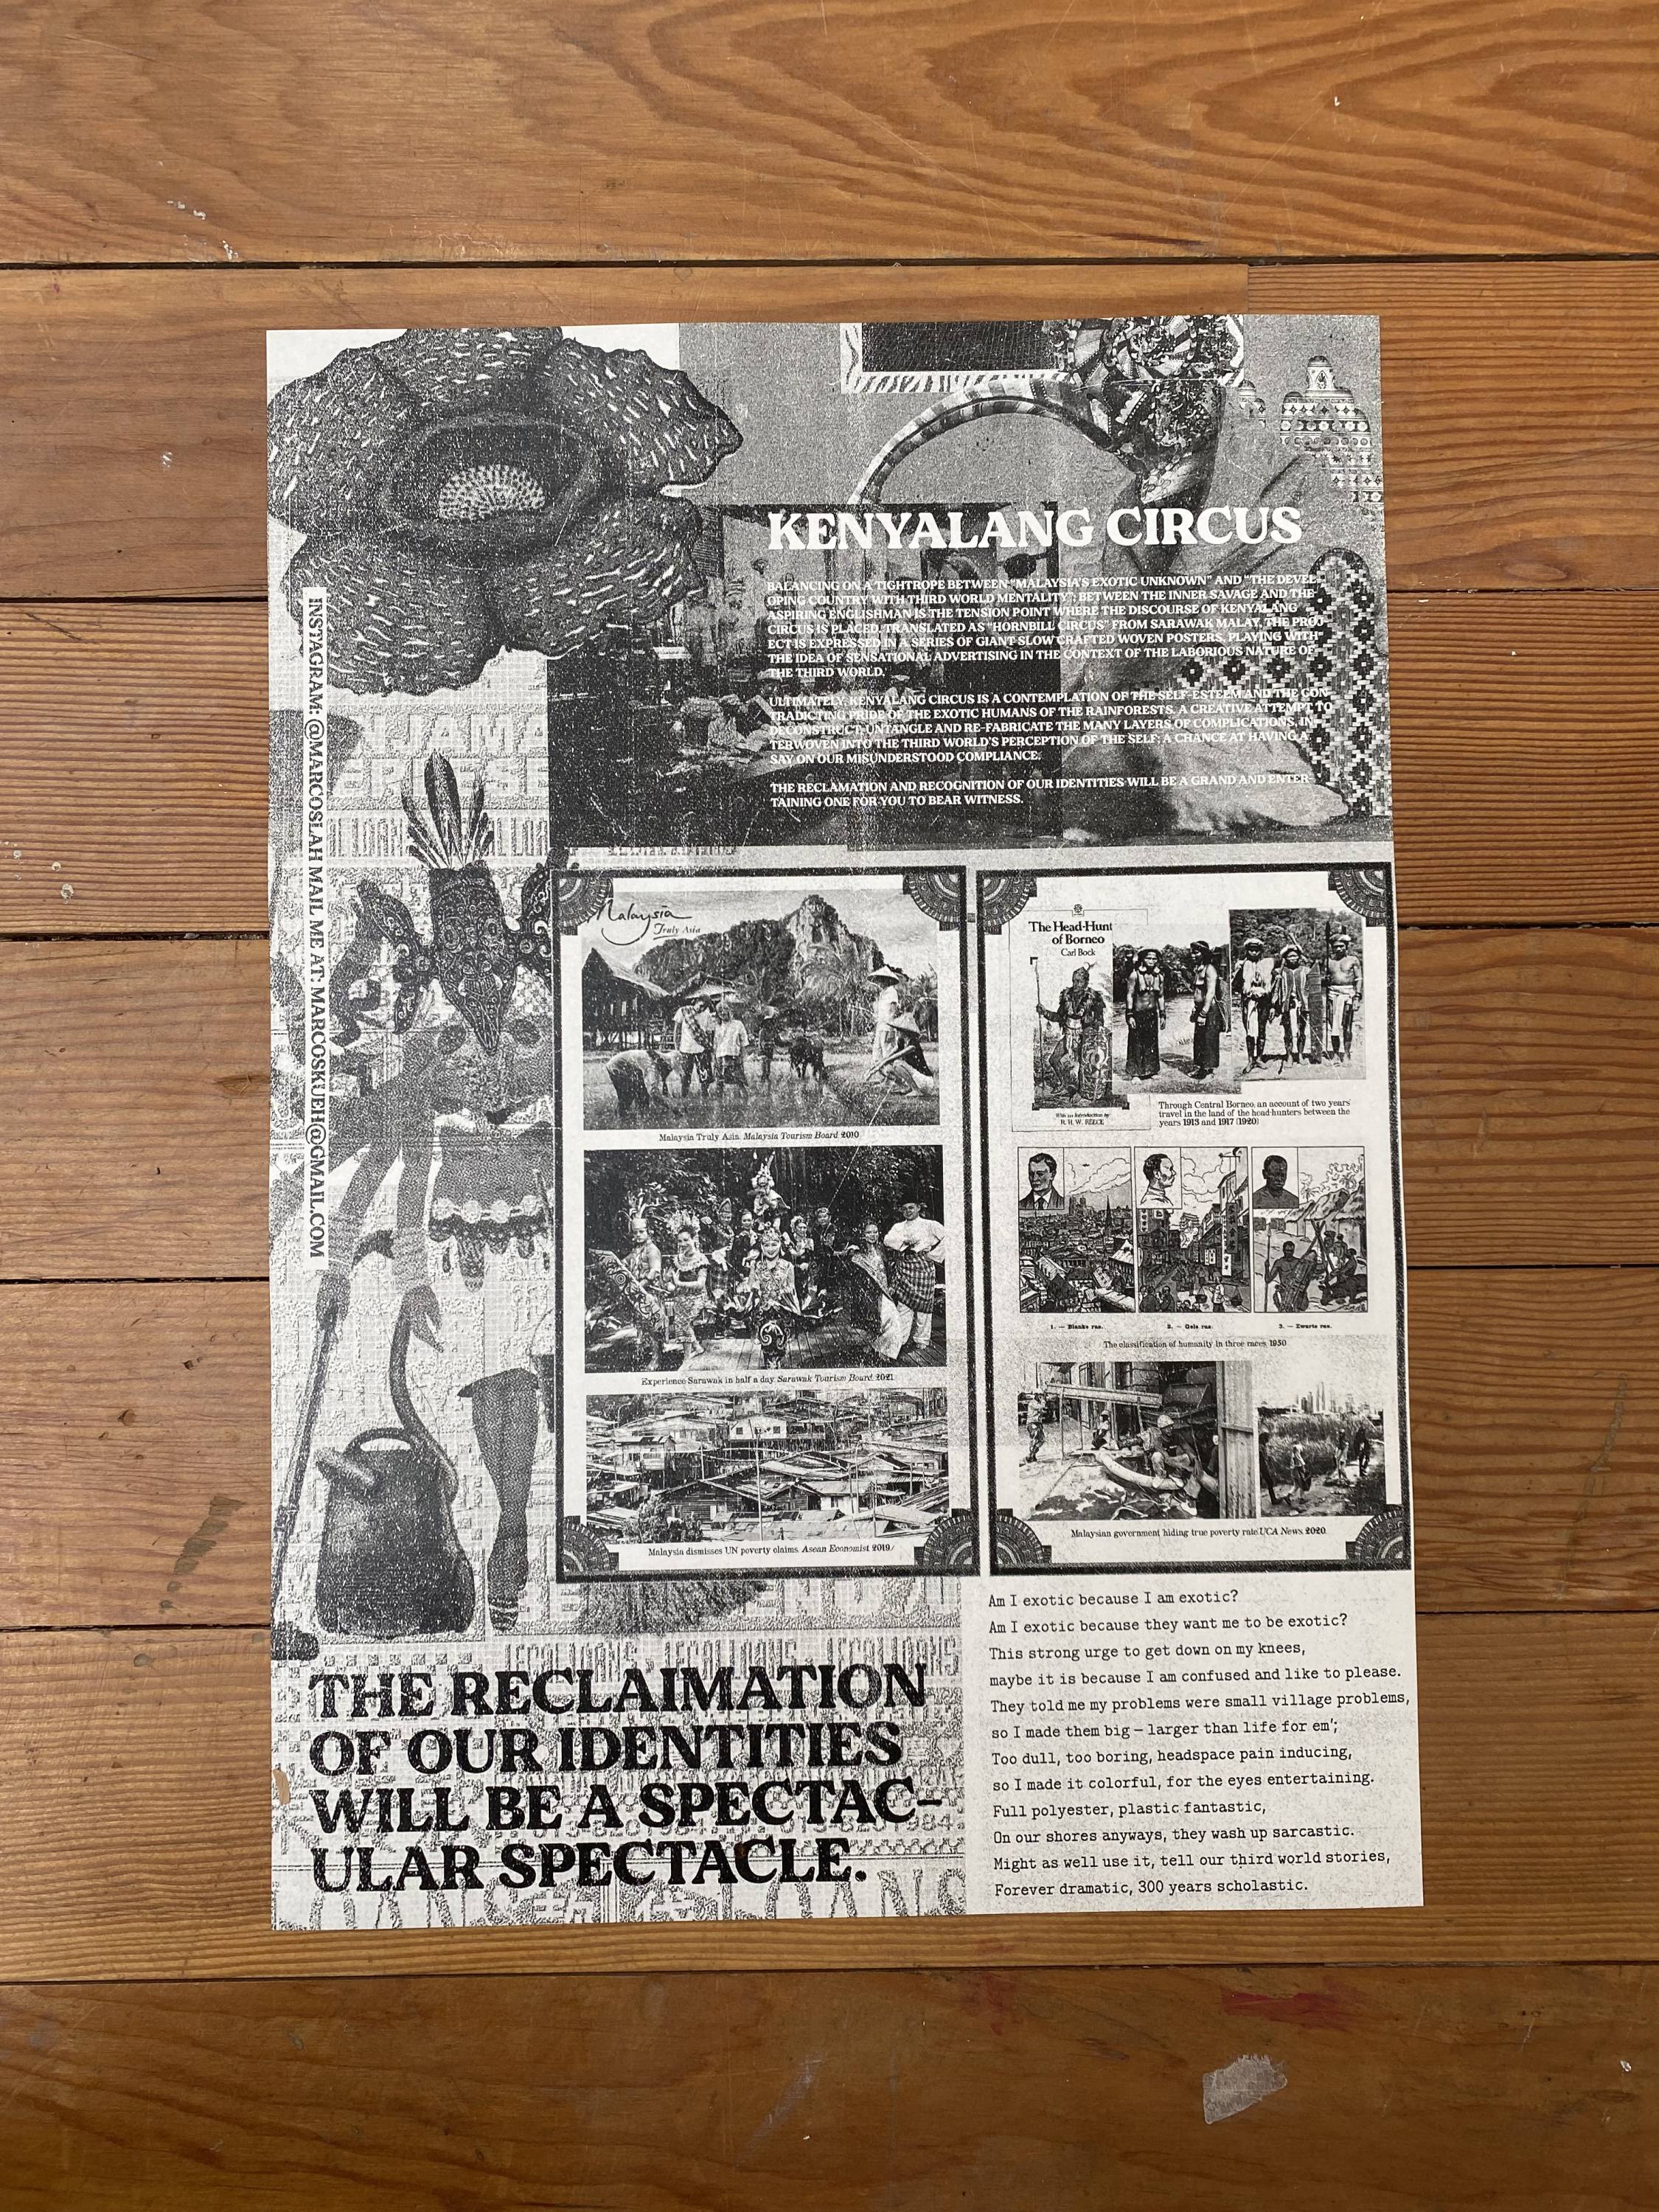 KENYALANG CIRCUS
BALANCING ON A TIGHTROPE BETWEEN "MALAYSIA'S EXOTIC UNKNOWN" AND "THE DEVEL-
OPING COUNTRY WITH THIRD WORLD MENTALITY"; BETWEEN THE INNER SAVAGE AND THE
ASPIRING ENGLISHMAN IS THE TENSION POINT WHERE THE DISCOURSE OF KENYALANG
CIRCUS IS PLACED. TRANSLATED AS "HORNBILL CIRCUS" FROM SARAWAK MALAY, THE PROJ-
ECT IS EXPRESSED IN A SERIES OF GIANT SLOW CRAFTED WOVEN POSTERS, PLAYING WITH
THE IDEA OF SENSATIONAL ADVERTISING IN THE CONTEXT OF THE LABORIOUS NATURE OF
THE THIRD WORLD.
ULTIMATELY, KENYALANG CIRCUS IS A CONTEMPLATION OF THE SELF-ESTEEM AND THE CON-
TRADICTING PRIDE OF THE EXOTIC HUMANS OF THE RAINFORESTS. A CREATIVE ATTEMPT TO
DECONSTRUCT, UNTANGLE AND RE-FABRICATE THE MANY LAYERS OF COMPLICATIONS, IN-
TERWOVEN INTO THE THIRD WORLD'S PERCEPTION OF THE SELF; A CHANCE AT HAVING A
SAY ON OUR MISUNDERSTOOD COMPLIANCE.
THE RECLAMATION AND RECOGNITION OF OUR IDENTITIES WILL BE A GRAND AND ENTER-
TAINING ONE FOR YOU TO BEAR WITNESS.
INSTAGRAM: @MARCOSLAH MAIL ME AT: MARCOSKUEH@GMAIL.COM
Malaysia
Truly Asia
Malaysia Truly Asia. Malaysia Tourism Board. 2010.
Experience Sarawak in half a day. Sarawak Tourism Board. 2021.
Malaysia dismisses UN poverty claims. Asean Economist. 2019.
The Head-Hunt
of Borneo
Carl Bock
With an Introduction by
R. H. W. REECE
Through Central Borneo, an account of two years'
travel in the land of the head-hunters between the
years 1913 and 1917 (1920)
1. — Blanke ras.
2. — Gele ras.
3. — Zwarte ras.
The classification of humanity in three races. 1950
Malaysian government hiding true poverty rate. UCA News. 2020.
Am I exotic because I am exotic?
Am I exotic because they want me to be exotic?
This strong urge to get down on my knees,
maybe it is because I am confused and like to please.
They told me my problems were small village problems,
so I made them big – larger than life for em';
Too dull, too boring, headspace pain inducing,
so I made it colorful, for the eyes entertaining.
Full polyester, plastic fantastic,
On our shores anyways, they wash up sarcastic.
Might as well use it, tell our third world stories,
Forever dramatic, 300 years scholastic.
THE RECLAIMATION
OF OUR IDENTITIES
WILL BE A SPECTAC-
ULAR SPECTACLE.